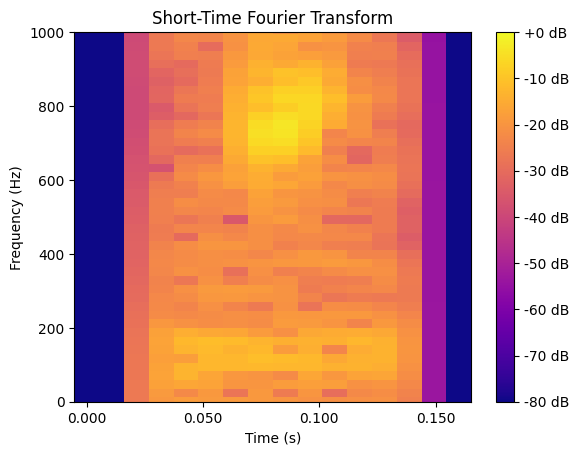 Short-Time Fourier Transform
1000
800
600
400
200
0
Frequency (Hz)
0.000
0.050
0.100
0.150
Time (s)
+0 dB
-10 dB
-20 dB
-30 dB
-40 dB
-50 dB
-60 dB
-70 dB
-80 dB